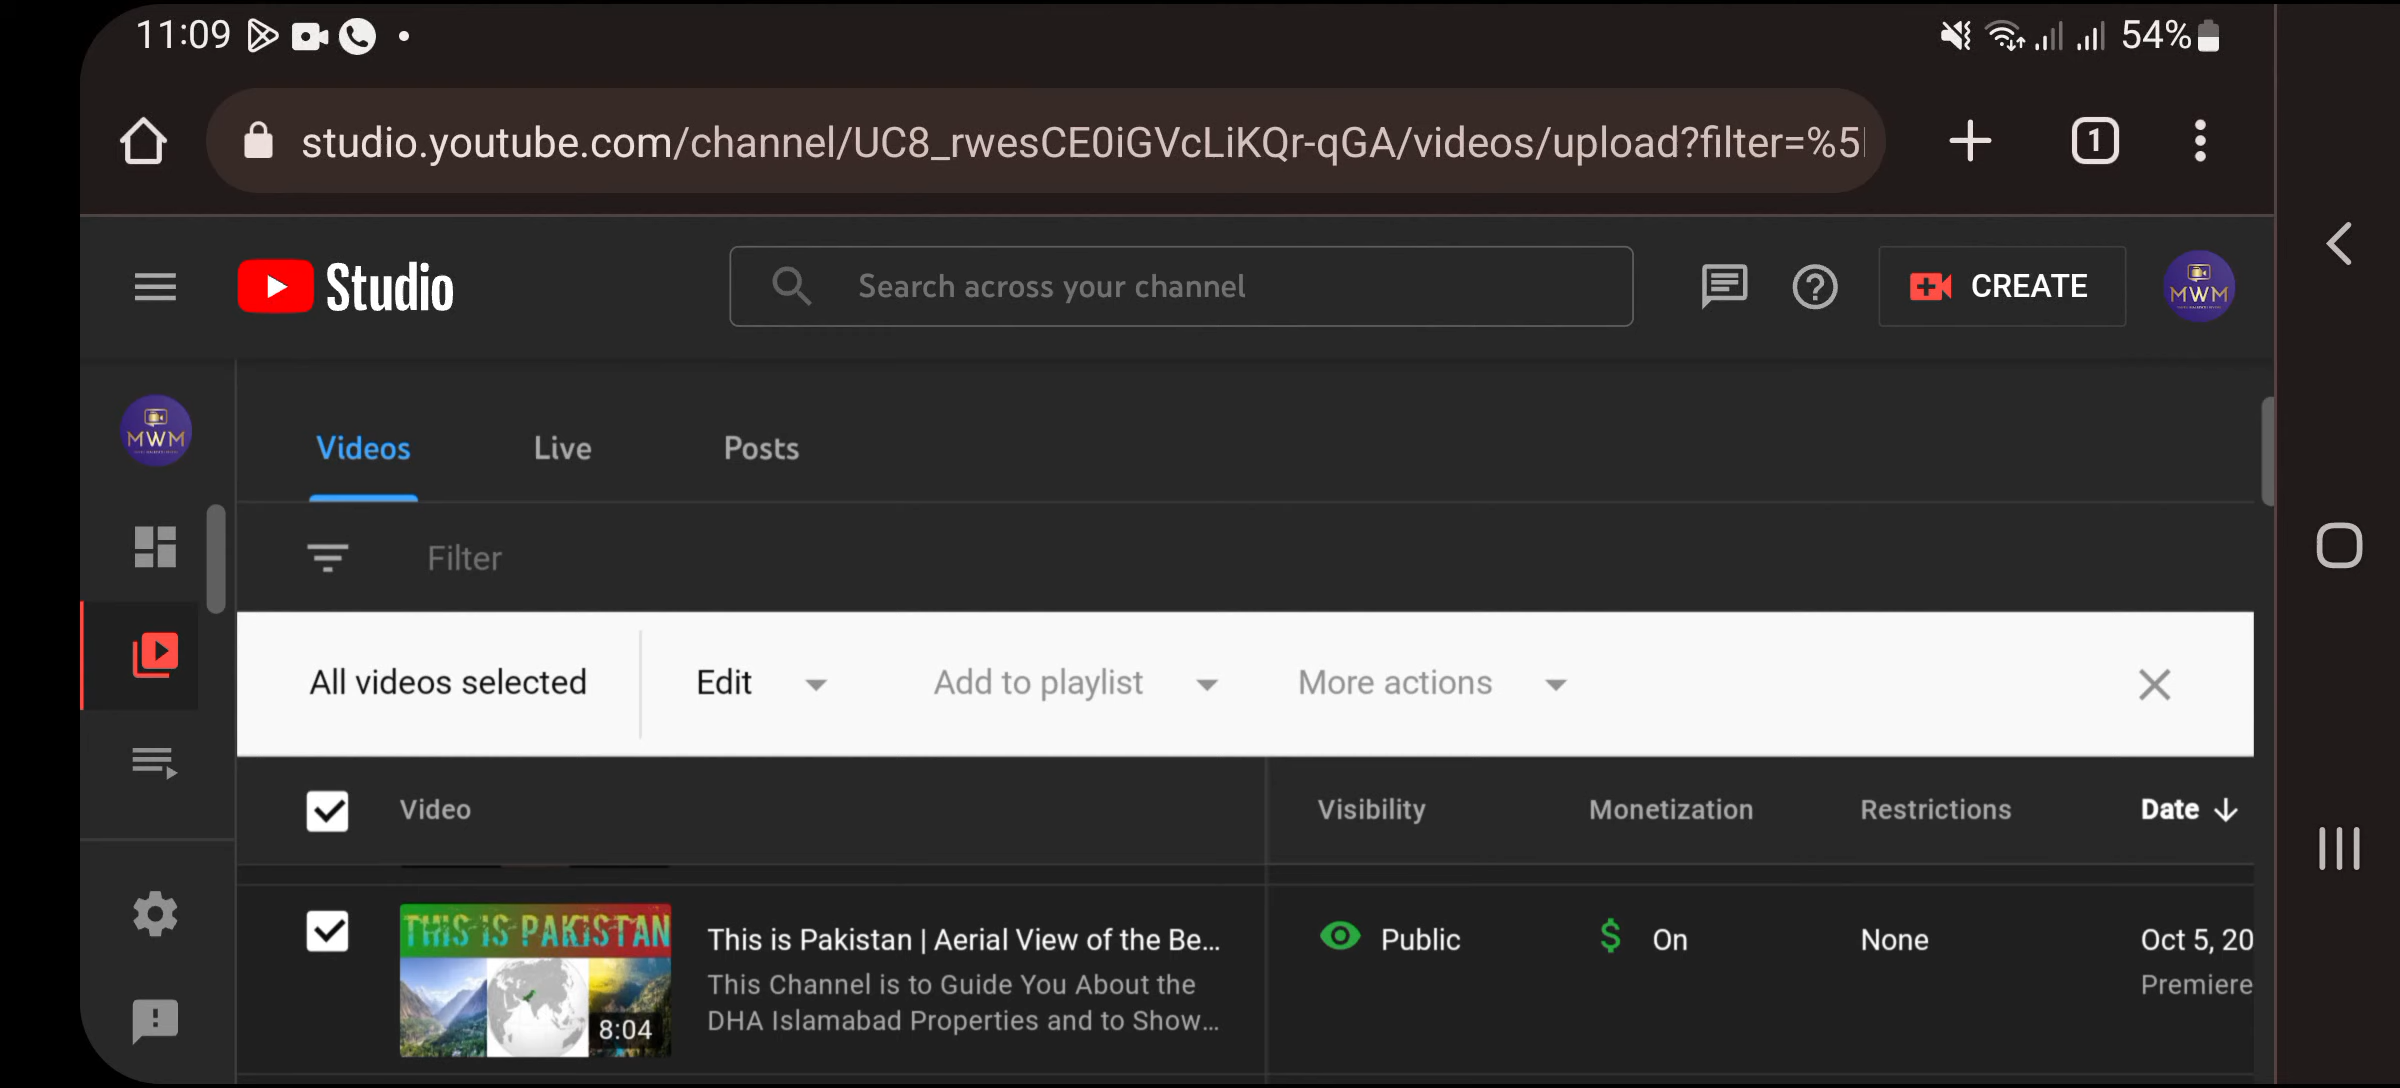 11:09
54%
studio.youtube.com/channel/UC8_rwesCE0iGVcLiKQr-qGA/videos/upload?filter=%5
1
Studio
Search across your channel
CREATE
MWM
MWM
Videos Live Posts
Filter
All videos selected Edit Add to playlist More actions
Video Visibility Monetization Restrictions Date
THIS IS PAKISTAN
8:04
This is Pakistan | Aerial View of the Be...
This Channel is to Guide You About the
DHA Islamabad Properties and to Show...
Public $ On None Oct 5, 20
Premiere